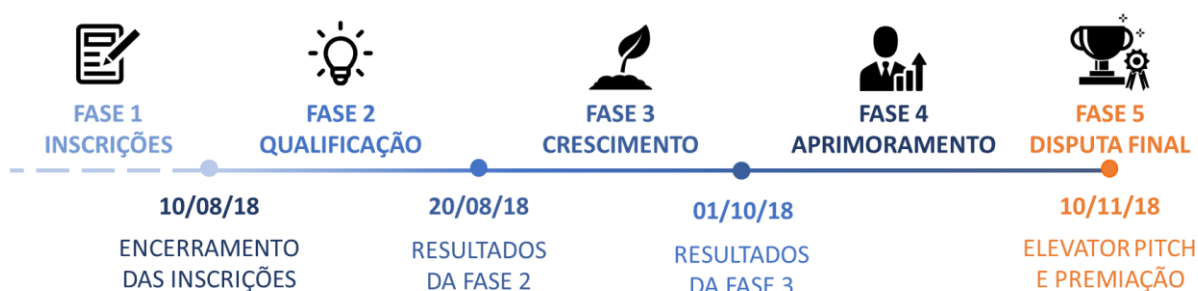 FASE 1
INSCRIÇÕES
FASE 2
QUALIFICAÇÃO
FASE 3
CRESCIMENTO
FASE 4
APRIMORAMENTO
FASE 5
DISPUTA FINAL
10/08/18
ENCERRAMENTO
DAS INSCRIÇÕES
20/08/18
RESULTADOS
DA FASE 2
01/10/18
RESULTADOS
DA FASE 3
10/11/18
ELEVATOR PITCH
E PREMIAÇÃO